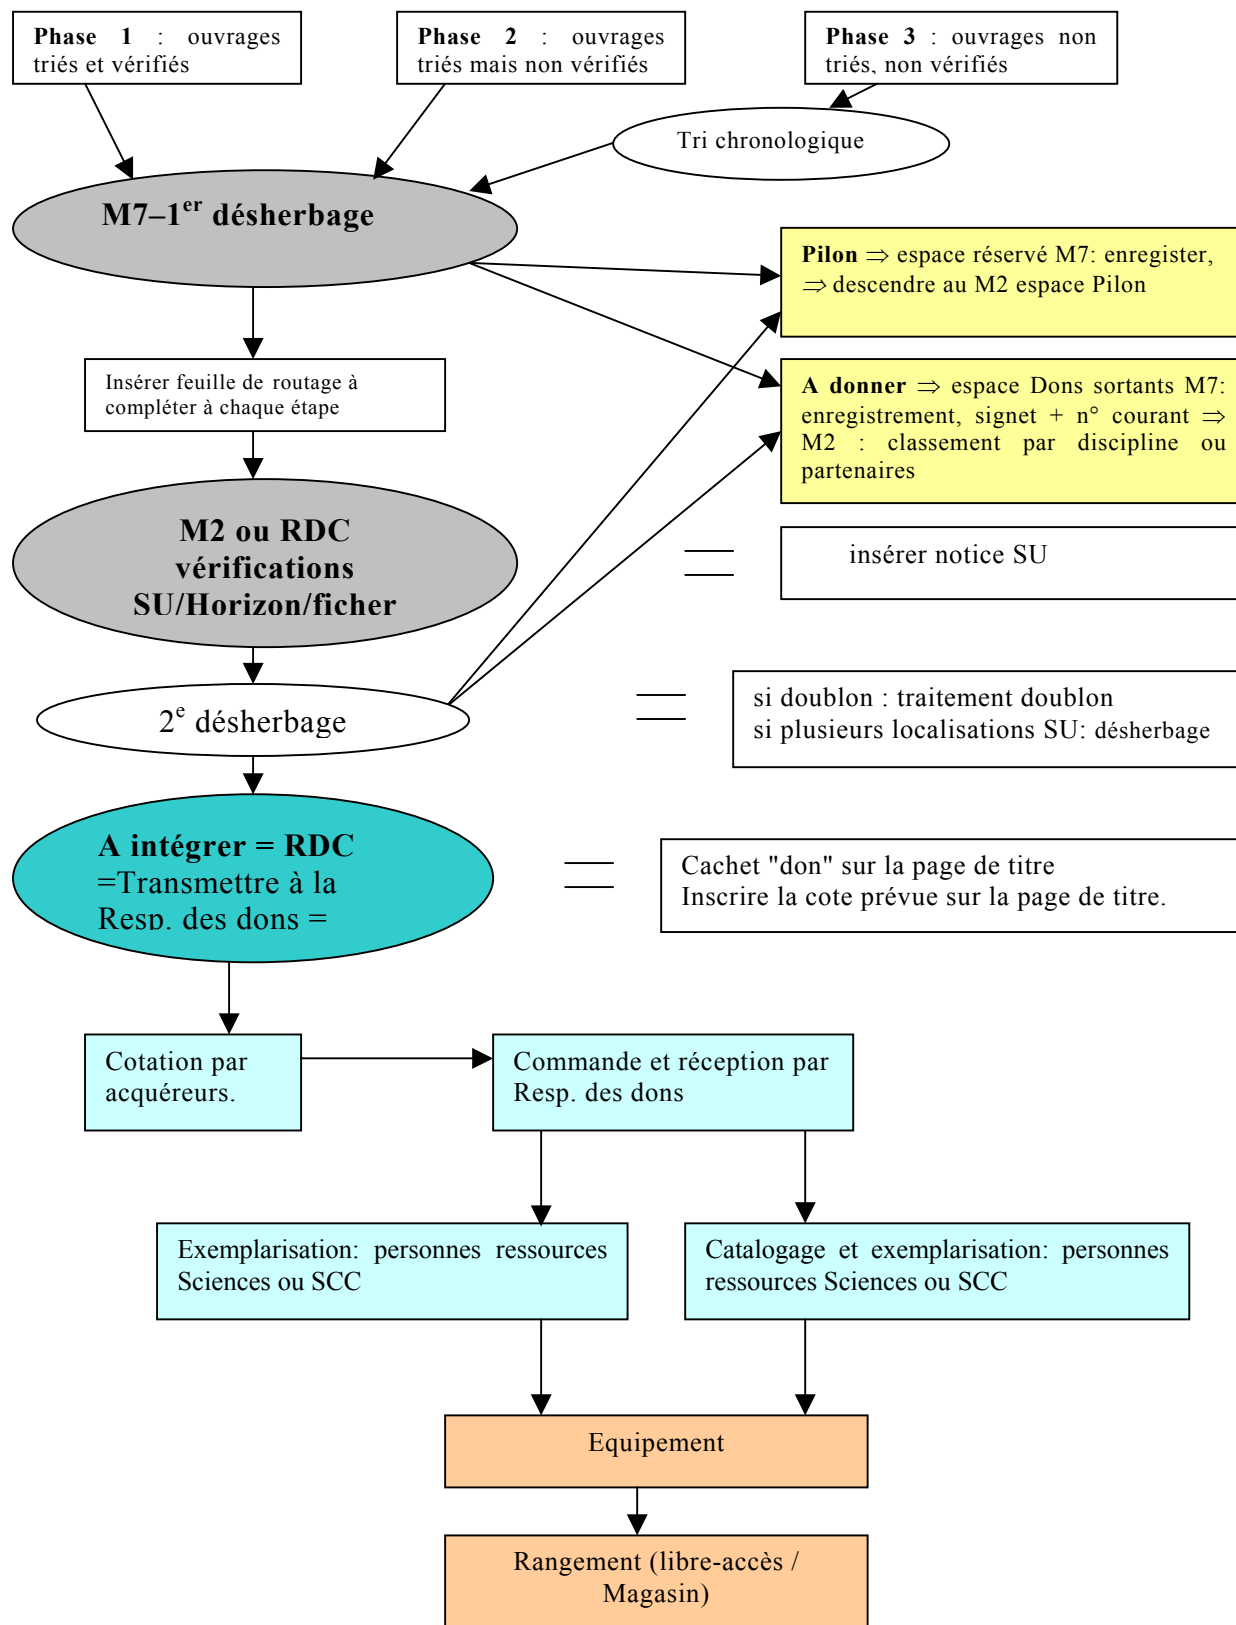 Phase 1 : ouvrages
triés et vérifiés
Phase 2 : ouvrages
triés mais non vérifiés
Phase 3 : ouvrages non
triés, non vérifiés
Tri chronologique
M7–1er désherbage
Pilon ⇒ espace réservé M7: enregister,
⇒ descendre au M2 espace Pilon
Insérer feuille de routage à
compléter à chaque étape
A donner ⇒ espace Dons sortants M7:
enregistrement, signet + n° courant ⇒
M2 : classement par discipline ou
partenaires
M2 ou RDC
vérifications
SU/Horizon/ficher
insérer notice SU
2e désherbage
si doublon : traitement doublon
si plusieurs localisations SU: désherbage
A intégrer = RDC
=Transmettre à la
Resp. des dons =
Cachet "don" sur la page de titre
Inscrire la cote prévue sur la page de titre.
Cotation par
acquéreurs.
Commande et réception par
Resp. des dons
Exemplarisation: personnes ressources
Sciences ou SCC
Catalogage et exemplarisation: personnes
ressources Sciences ou SCC
Equipement
Rangement (libre-accès /
Magasin)